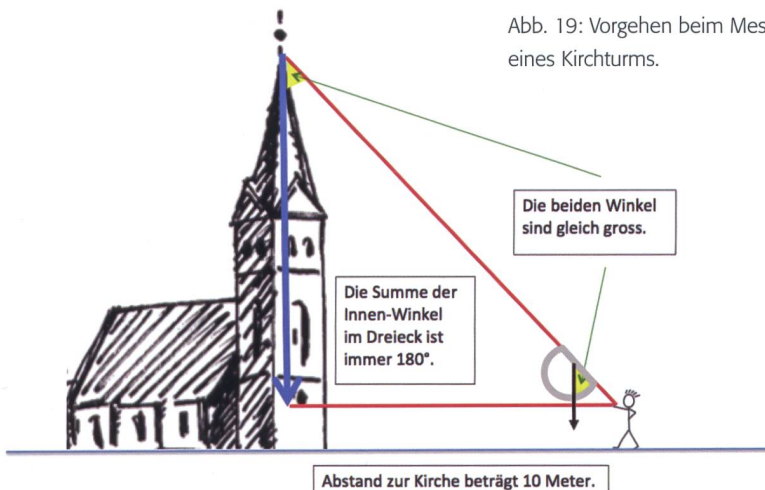 Abb. 19: Vorgehen beim Mes
eines Kirchturms.
Die beiden Winkel
sind gleich gross.
Die Summe der
Innen-Winkel
im Dreieck ist
immer 180°.
Abstand zur Kirche beträgt 10 Meter.